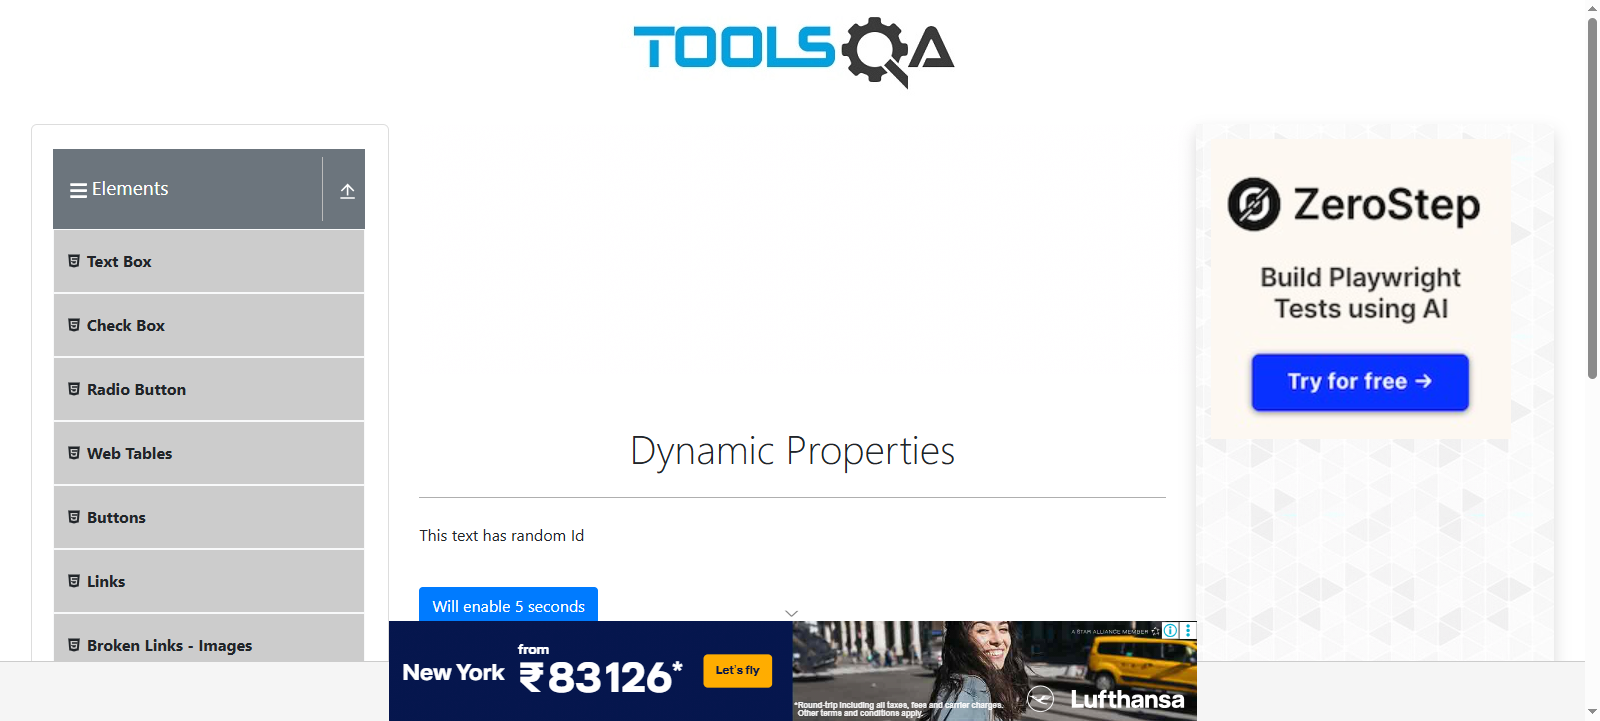 TOOLSQA
Elements
Text Box
Check Box
Radio Button
Web Tables
Buttons
Links
Broken Links - Images
Dynamic Properties
This text has random Id
Will enable 5 seconds
ZeroStep
Build Playwright
Tests using AI
Try for free →
New York
from
₹83126*
Let's fly
A STAR ALLIANCE MEMBER
*Round-trip including all taxes, fees and carrier charges.
Other terms and conditions apply.
Lufthansa